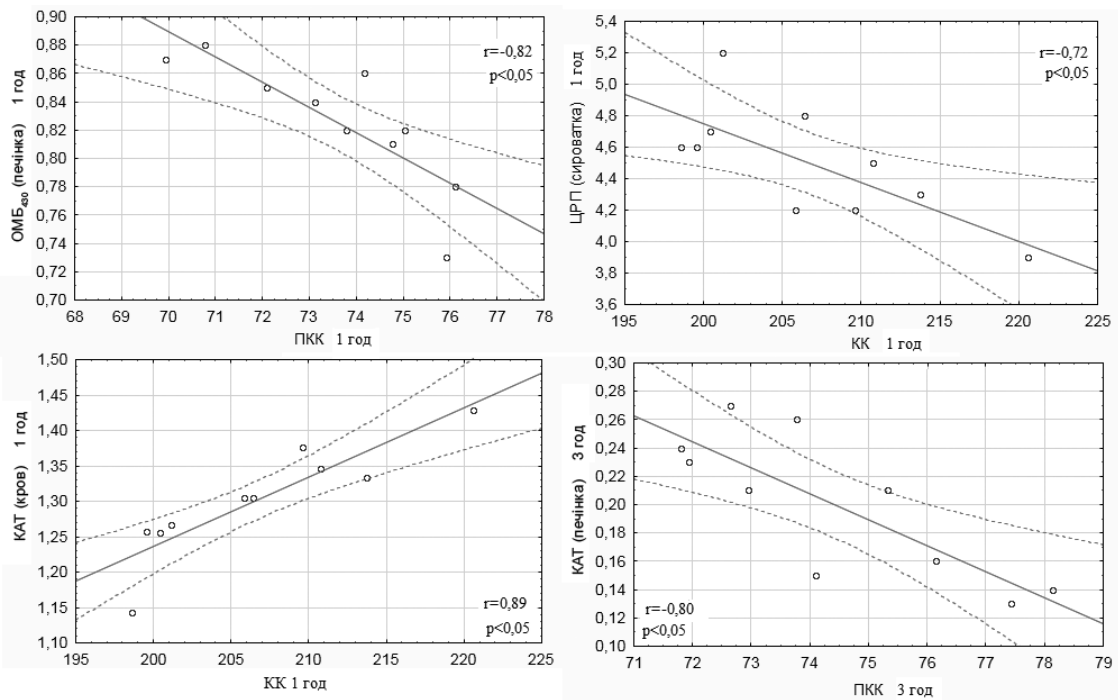 ОМБ430 (печінка) 1 год
0,90
0,88
0,86
0,84
0,82
0,80
0,78
0,76
0,74
0,72
0,70
r=-0,82
p<0,05
68 69 70 71 72 73 74 75 76 77 78
ПКК 1 год
ЦРП (сироватка) 1 год
5,4
5,2
5,0
4,8
4,6
4,4
4,2
4,0
3,8
3,6
r=-0,72
p<0,05
195 200 205 210 215 220 225
КК 1 год
КАТ (кров) 1 год
1,50
1,45
1,40
1,35
1,30
1,25
1,20
1,15
1,10
r=0,89
p<0,05
195 200 205 210 215 220 225
КК 1 год
КАТ (печінка) 3 год
0,30
0,28
0,26
0,24
0,22
0,20
0,18
0,16
0,14
0,12
0,10
r=-0,80
p<0,05
71 72 73 74 75 76 77 78 79
ПКК 3 год